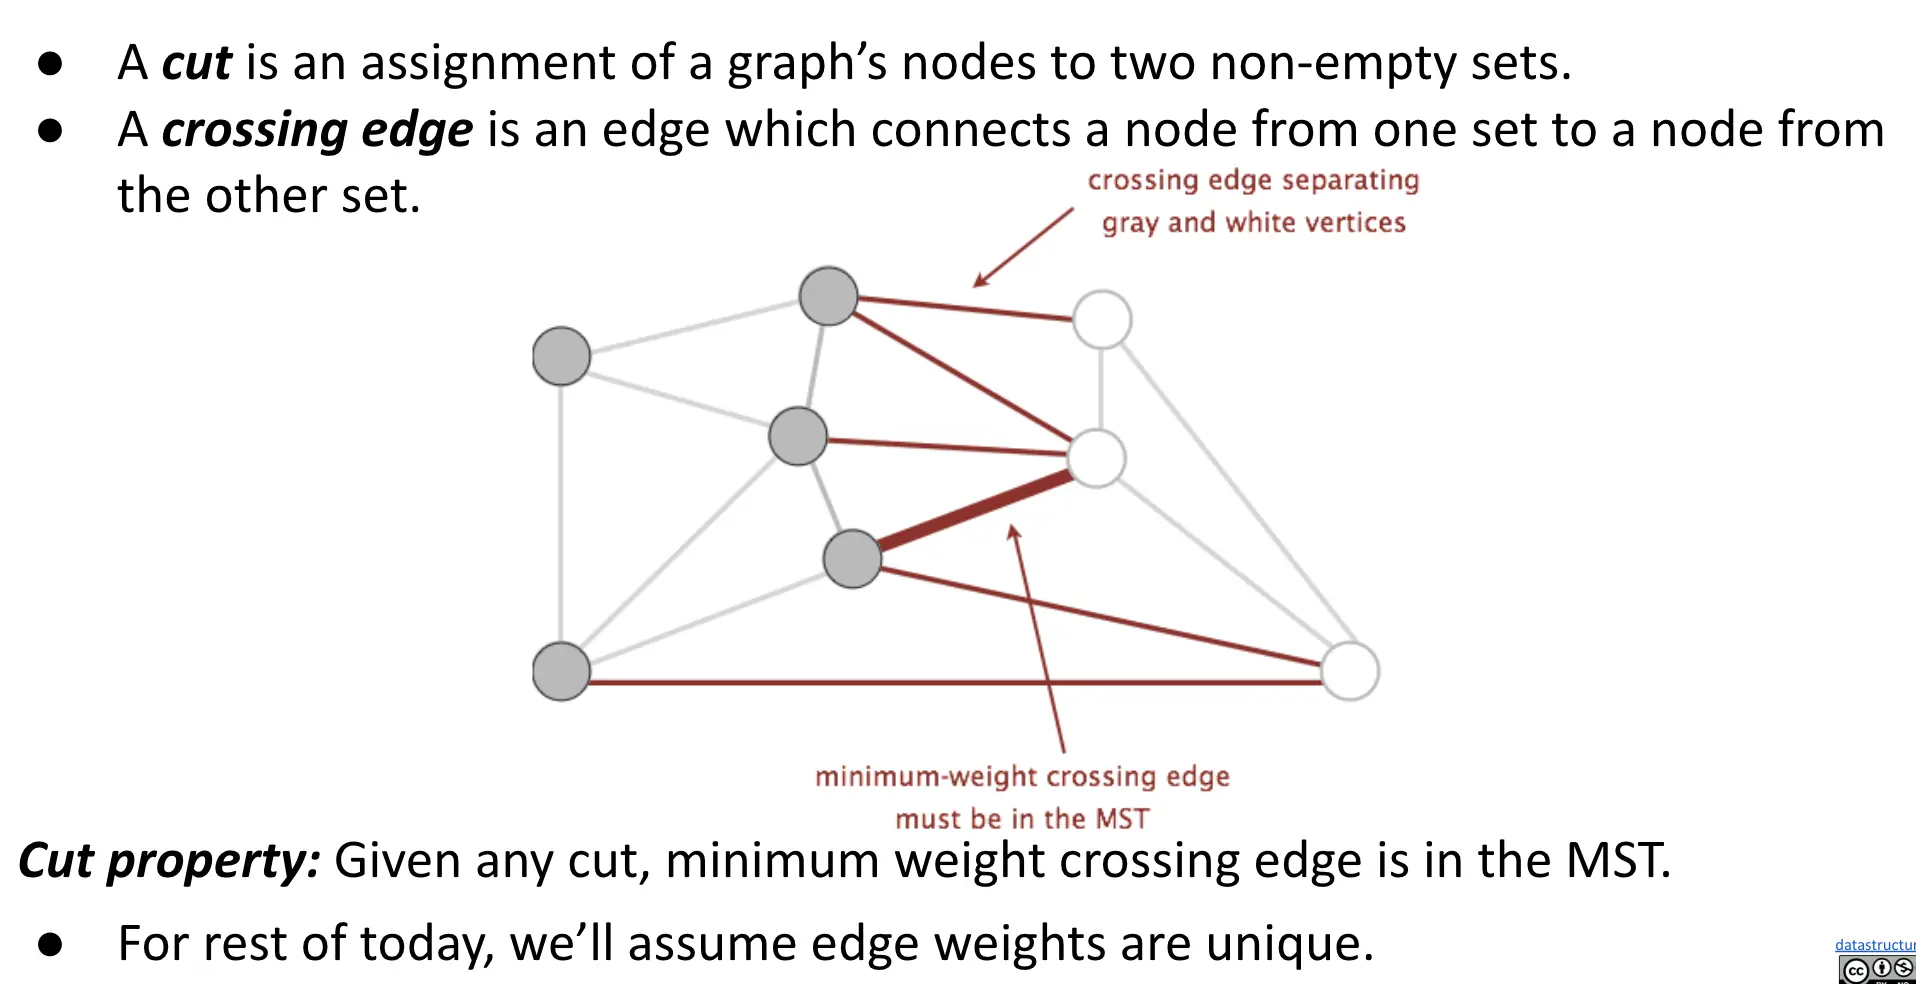 ● A cut is an assignment of a graph’s nodes to two non-empty sets.
● A crossing edge is an edge which connects a node from one set to a node from
the other set.
crossing edge separating
gray and white vertices
minimum-weight crossing edge
must be in the MST
Cut property: Given any cut, minimum weight crossing edge is in the MST.
● For rest of today, we’ll assume edge weights are unique.
datastructur
cc